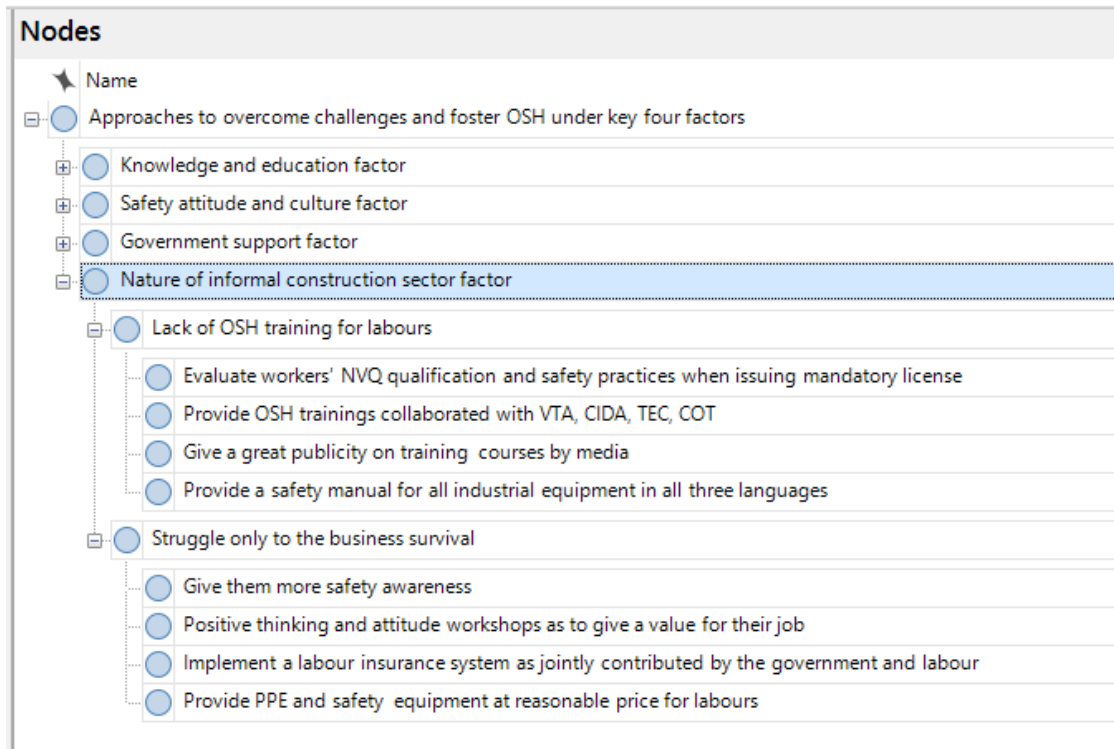 Nodes
Name
Approaches to overcome challenges and foster OSH under key four factors
Knowledge and education factor
Safety attitude and culture factor
Government support factor
Nature of informal construction sector factor
Lack of OSH training for labours
Evaluate workers' NVQ qualification and safety practices when issuing mandatory license
Provide OSH trainings collaborated with VTA, CIDA, TEC, COT
Give a great publicity on training courses by media
Provide a safety manual for all industrial equipment in all three languages
Struggle only to the business survival
Give them more safety awareness
Positive thinking and attitude workshops as to give a value for their job
Implement a labour insurance system as jointly contributed by the government and labour
Provide PPE and safety equipment at reasonable price for labours